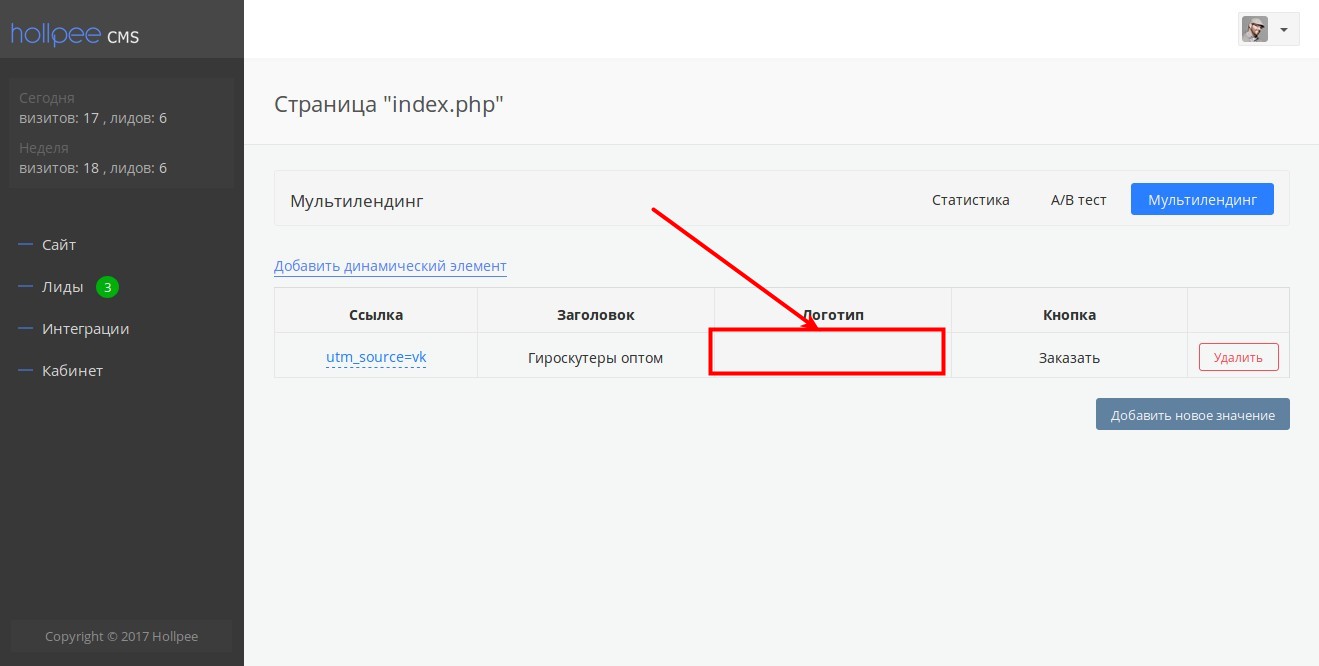 hollpee CMS
Сегодня
визитов: 17 , лидов: 6
Неделя
визитов: 18 , лидов: 6
Сайт
Лиды 3
Интеграции
Кабинет
Copyright © 2017 Hollpee
Страница "index.php"
Мультилендинг Статистика A/B тест Мультилендинг
Добавить динамический элемент
Ссылка Заголовок Логотип Кнопка
utm_source=vk Гироскутеры оптом Заказать Удалить
Добавить новое значение